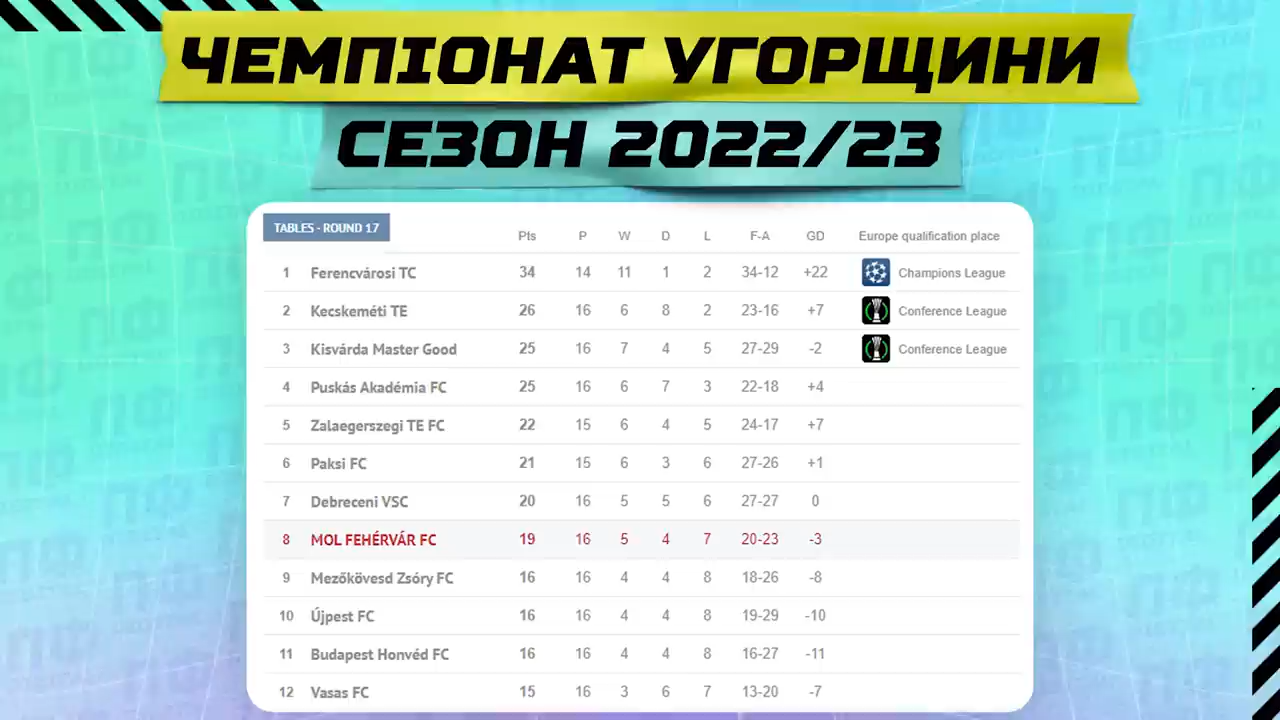 ЧЕМПІОНАТ УГОРЩИНИ
СЕЗОН 2022/23
TABLES - ROUND 17
Pts P W D L F-A GD Europe qualification place
1 Ferencvárosi TC 34 14 11 1 2 34-12 +22 Champions League
2 Kecskeméti TE 26 16 6 8 2 23-16 +7 Conference League
3 Kisvárda Master Good 25 16 7 4 5 27-29 -2 Conference League
4 Puskás Akadémia FC 25 16 6 7 3 22-18 +4
5 Zalaegerszegi TE FC 22 15 6 4 5 24-17 +7
6 Paksi FC 21 15 6 3 6 27-26 +1
7 Debreceni VSC 20 16 5 5 6 27-27 0
8 MOL FEHÉRVÁR FC 19 16 5 4 7 20-23 -3
9 Mezőkövesd Zsóry FC 16 16 4 4 8 18-26 -8
10 Újpest FC 16 16 4 4 8 19-29 -10
11 Budapest Honvéd FC 16 16 4 4 8 16-27 -11
12 Vasas FC 15 16 3 6 7 13-20 -7